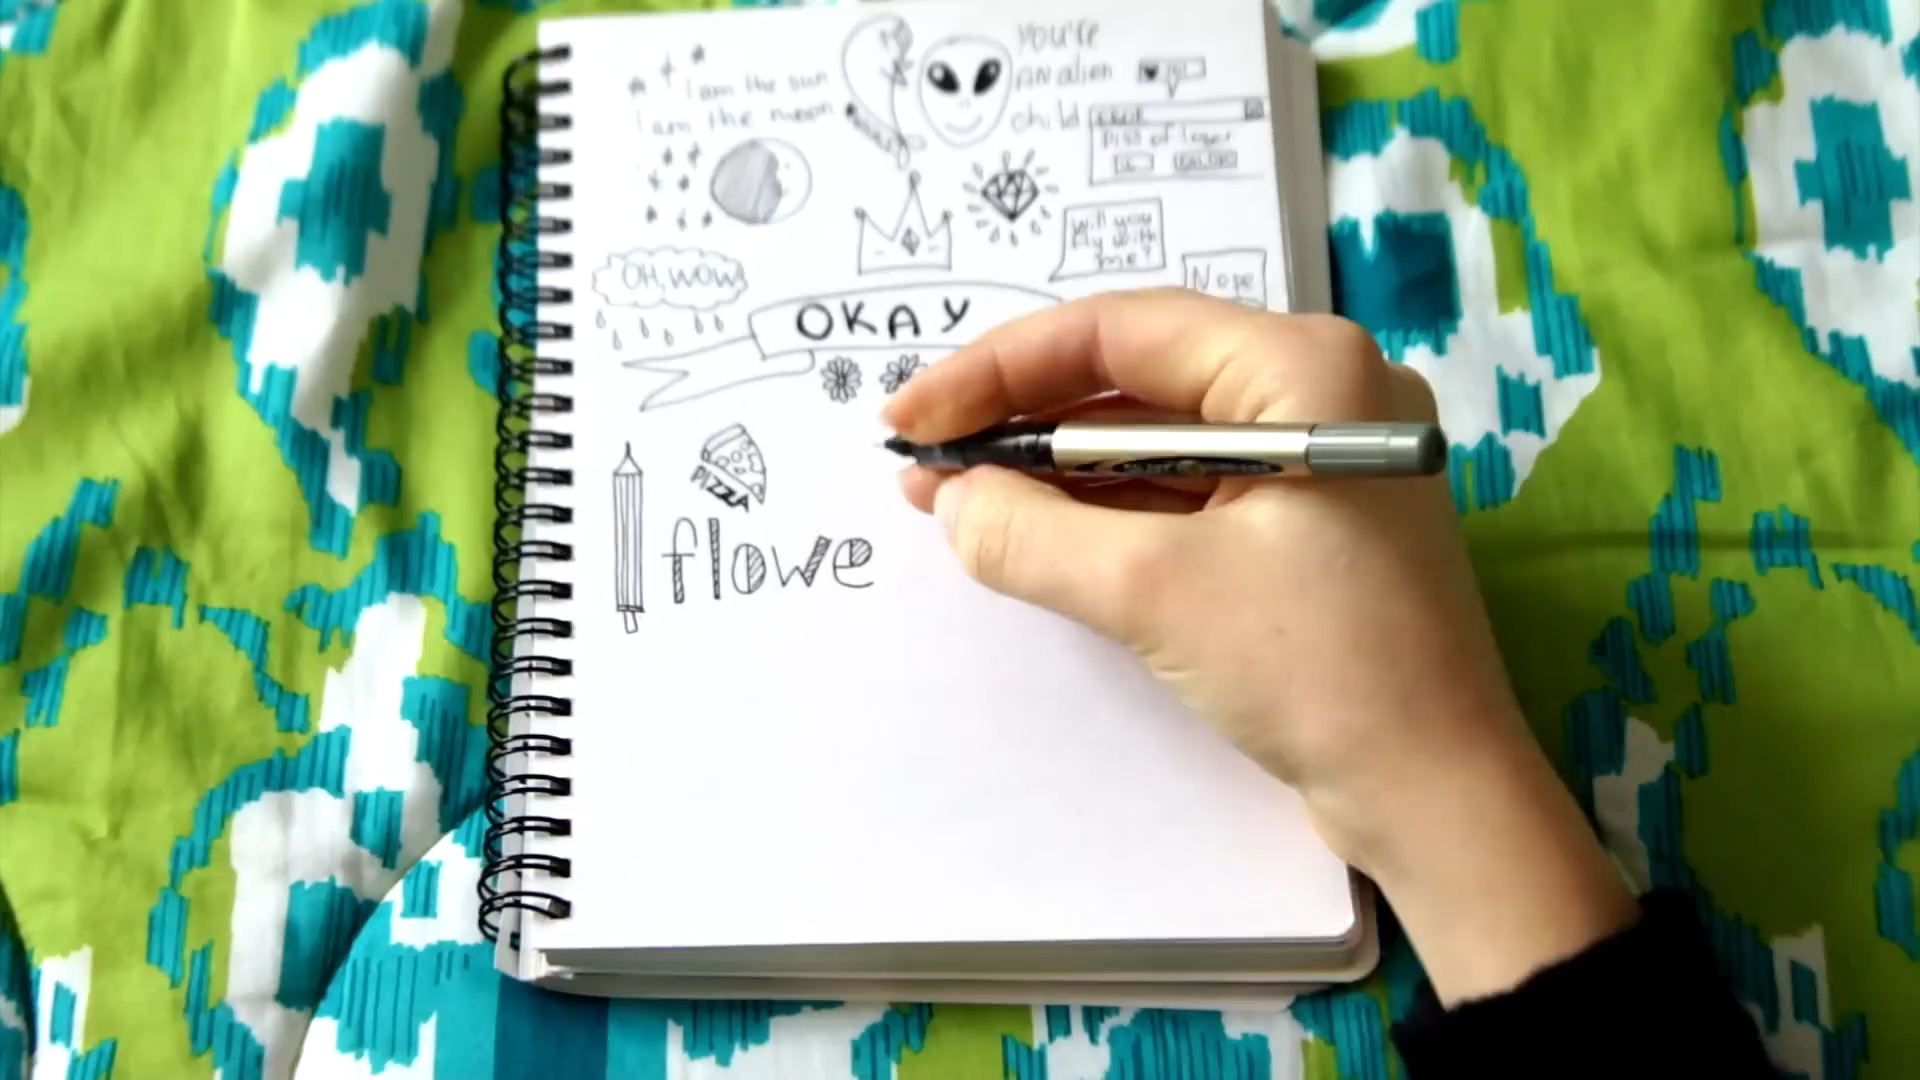 I am the sun
I am the moon
You're
AN alien
child
Will you
fly with
me?
Nope
OH, WOW
OKAY
PIZZA
flowe